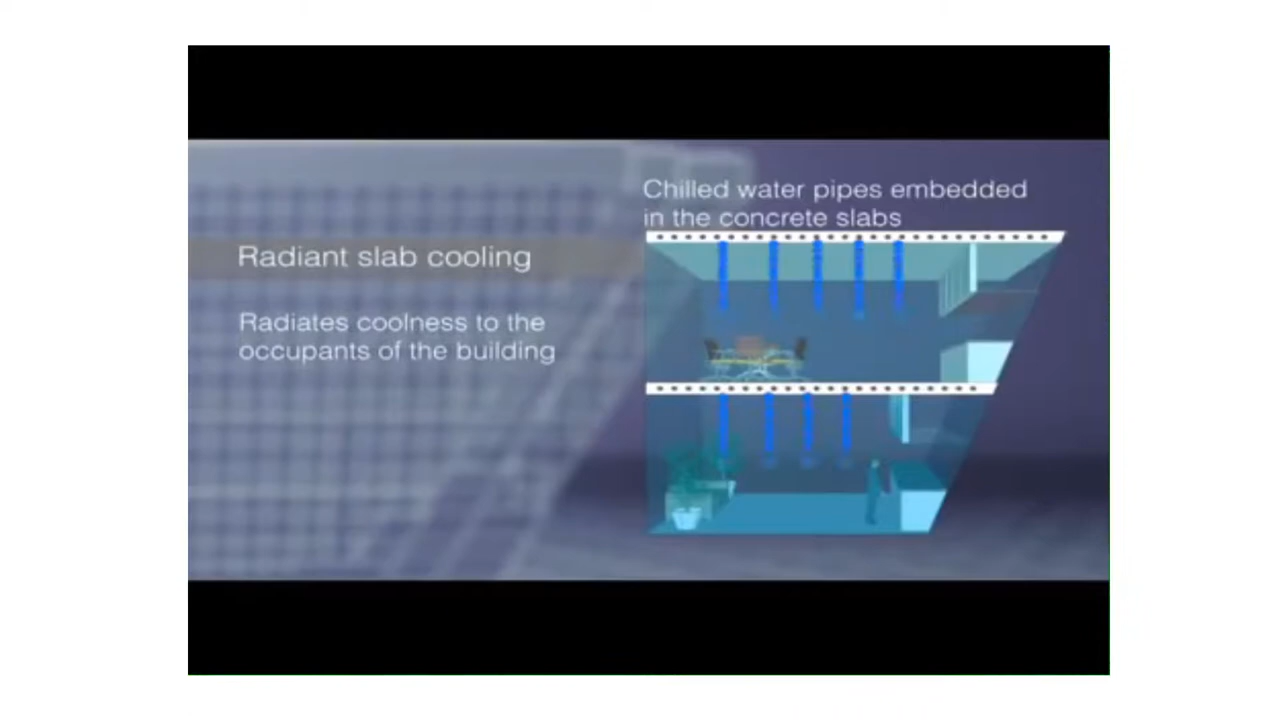 Chilled water pipes embedded
in the concrete slabs
Radiant slab cooling
Radiates coolness to the
occupants of the building